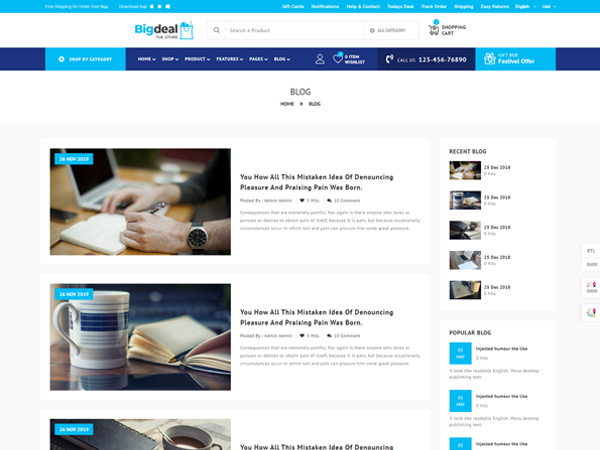 Free Shipping On Order Over $99
Download App
Gift Cards Notifications Help & Contact Todays Deal Track Order Shipping Easy Returns English Usd
Bigdeal
THE STORE
Search a Product
ALL CATEGORY
0
SHOPPING
CART
SHOP BY CATEGORY
HOME SHOP PRODUCT FEATURES PAGES BLOG
0 ITEM
WISHLIST
CALL US 123-456-76890
GIFT BOX
Festivel Offer
BLOG
HOME » BLOG
26 NOV 2019
You How All This Mistaken Idea Of Denouncing
Pleasure And Praising Pain Was Born.
Posted By : Admin Admin 0 Hits 10 Comment
Consequences that are extremely painful. Nor again is there anyone who loves or
pursues or desires to obtain pain of itself, because it is pain, but because occasionally
circumstances occur in which toil and pain can procure him some great pleasure.
26 NOV 2019
You How All This Mistaken Idea Of Denouncing
Pleasure And Praising Pain Was Born.
Posted By : Admin Admin 0 Hits 10 Comment
Consequences that are extremely painful. Nor again is there anyone who loves or
pursues or desires to obtain pain of itself, because it is pain, but because occasionally
circumstances occur in which toil and pain can procure him some great pleasure.
26 NOV 2019
You How All This Mistaken Idea Of Denouncing
RECENT BLOG
25 Dec 2018
0 hits
25 Dec 2018
0 hits
25 Dec 2018
0 hits
25 Dec 2018
0 hits
25 Dec 2018
0 hits
POPULAR BLOG
03
MAY
Injected humour the like
0 Hits
It look like readable English. Many desktop
publishing text.
03
MAY
Injected humour the like
0 Hits
It look like readable English. Many desktop
publishing text.
03
MAY
Injected humour the like
0 Hits
RTL
DARK
DARK